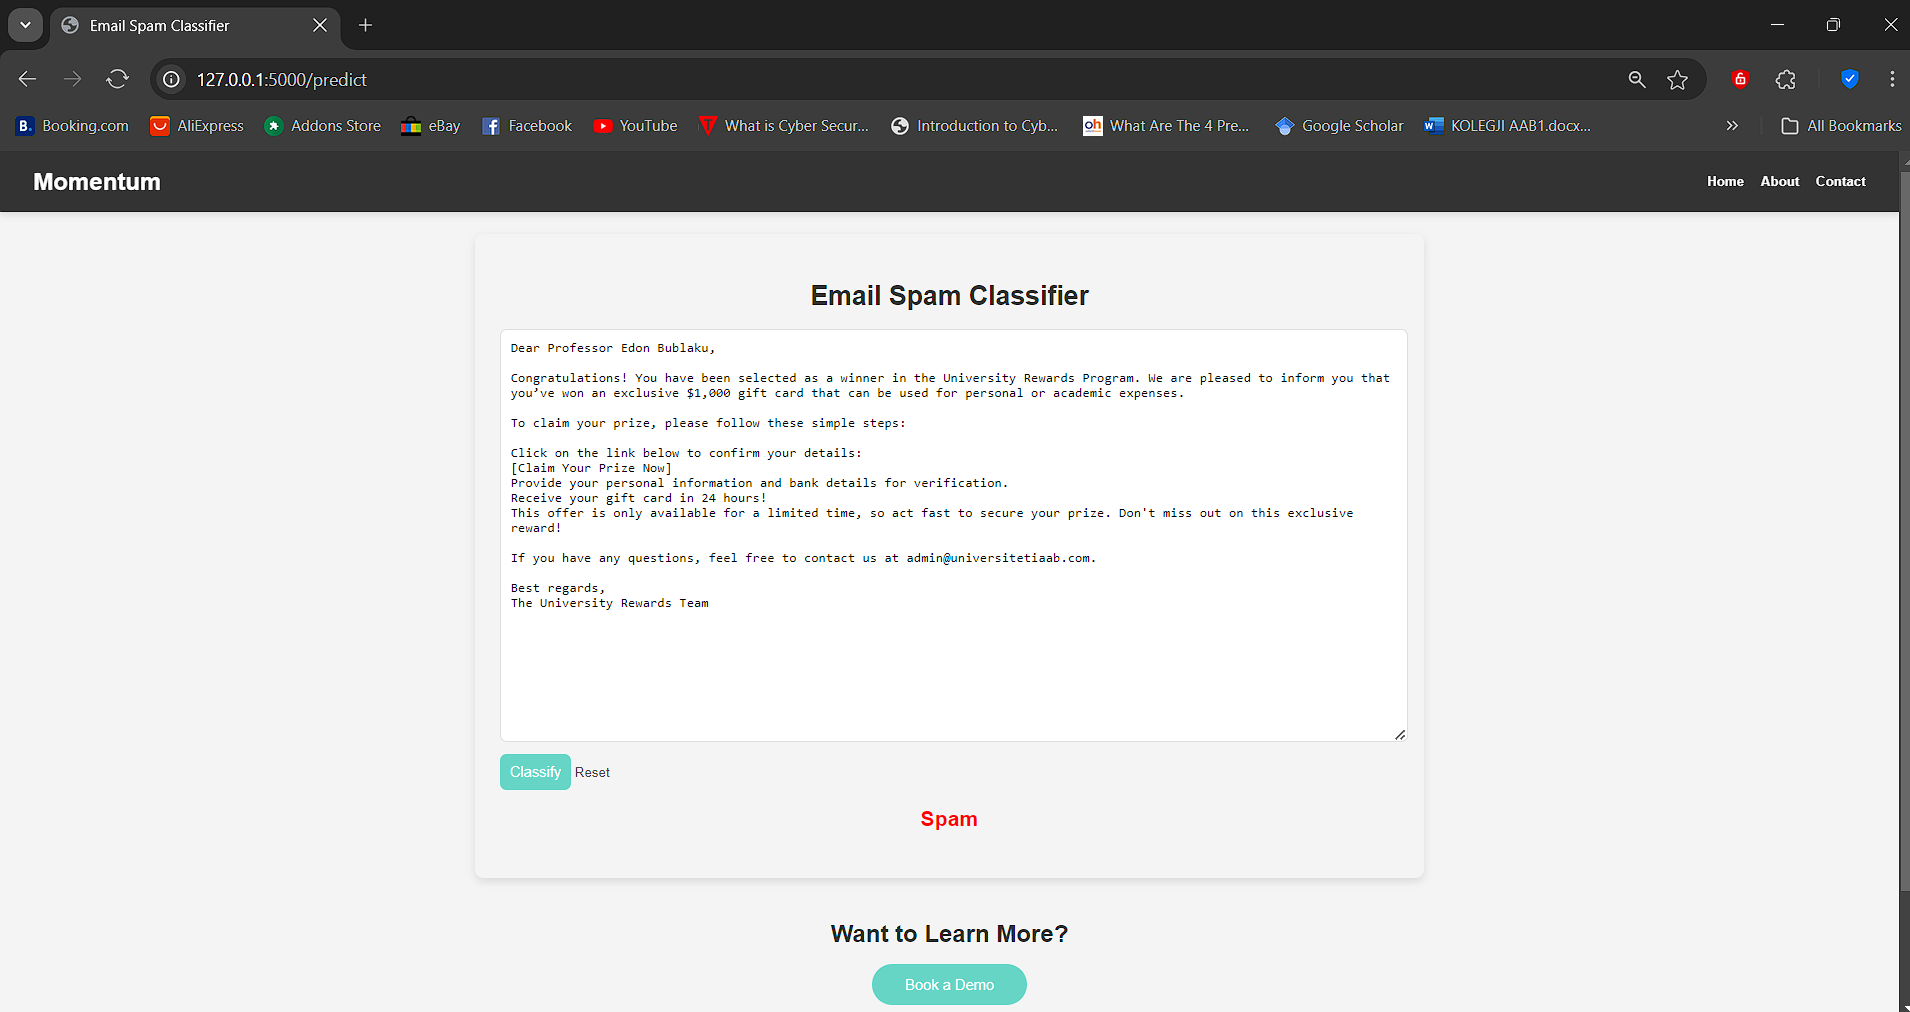 Email Spam Classifier
127.0.0.1:5000/predict
B. Booking.com AliExpress Addons Store eBay Facebook YouTube What is Cyber Secur... Introduction to Cyb... oh What Are The 4 Pre... Google Scholar W KOLEGJI AAB1.docx... » All Bookmarks
Momentum
Home About Contact
Email Spam Classifier
Dear Professor Edon Bublaku,
Congratulations! You have been selected as a winner in the University Rewards Program. We are pleased to inform you that
you’ve won an exclusive $1,000 gift card that can be used for personal or academic expenses.
To claim your prize, please follow these simple steps:
Click on the link below to confirm your details:
[Claim Your Prize Now]
Provide your personal information and bank details for verification.
Receive your gift card in 24 hours!
This offer is only available for a limited time, so act fast to secure your prize. Don't miss out on this exclusive
reward!
If you have any questions, feel free to contact us at admin@universitetiaab.com.
Best regards,
The University Rewards Team
Classify Reset
Spam
Want to Learn More?
Book a Demo